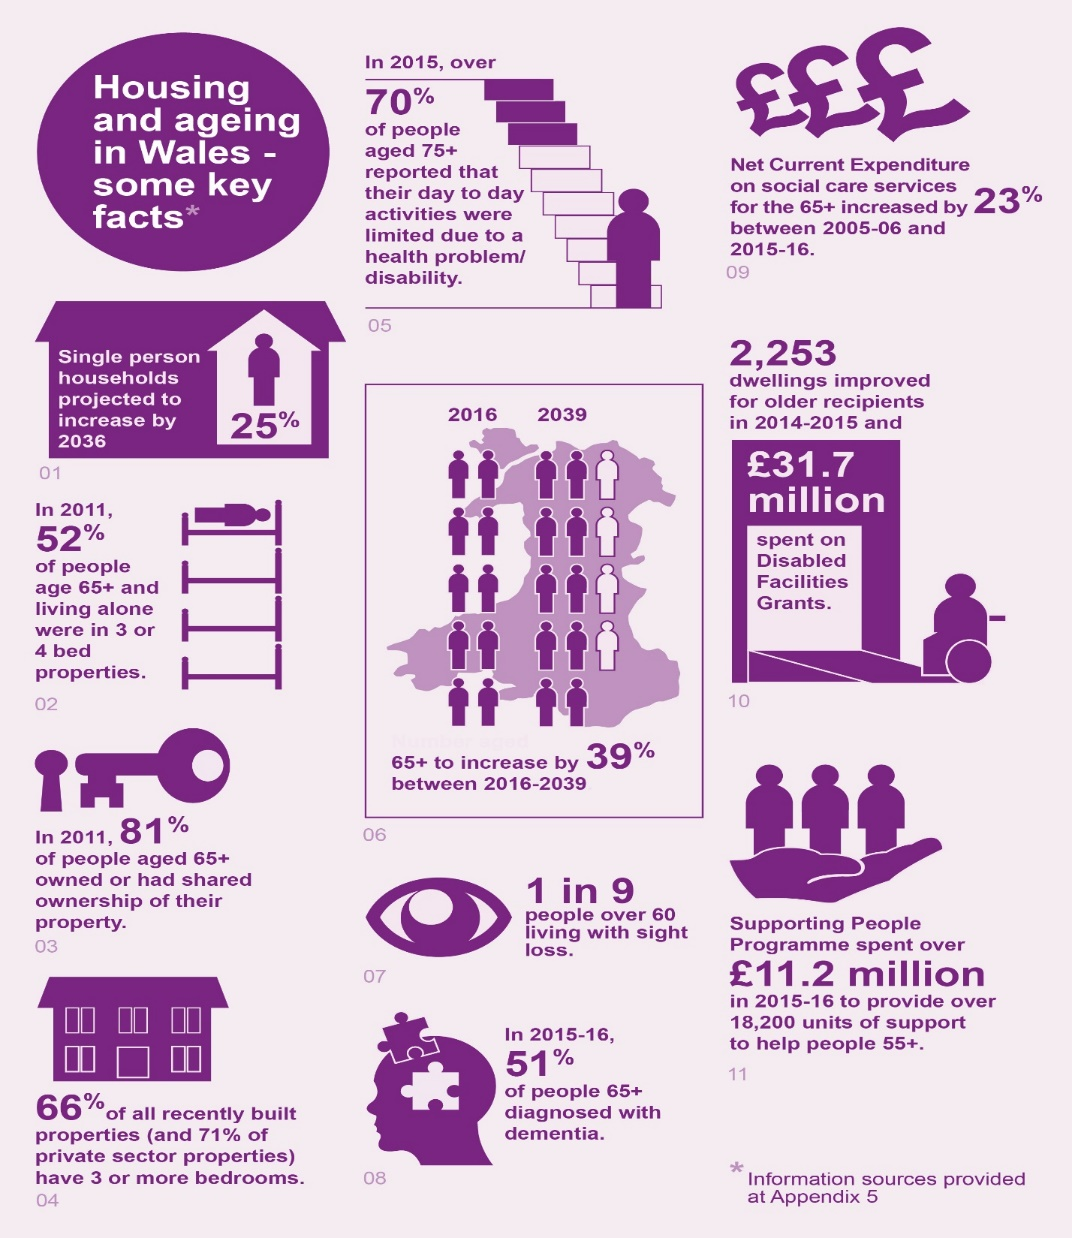 Housing
and ageing
in Wales -
some key
facts*
Single person
households
projected to
increase by
2036
25%
01
In 2011,
52%
of people
age 65+ and
living alone
were in 3 or
4 bed
properties.
02
In 2011, 81%
of people aged 65+
owned or had shared
ownership of their
property.
03
66% of all recently built
properties (and 71% of
private sector properties)
have 3 or more bedrooms.
04
In 2015, over
70%
of people
aged 75+
reported that
their day to day
activities were
limited due to a
health problem/
disability.
05
2016 2039
Number aged
65+ to increase by 39%
between 2016-2039
06
1 in 9
people over 60
living with sight
loss.
07
In 2015-16,
51%
of people 65+
diagnosed with
dementia.
08
£££
Net Current Expenditure
on social care services
for the 65+ increased by 23%
between 2005-06 and
2015-16.
09
2,253
dwellings improved
for older recipients
in 2014-2015 and
£31.7
million
spent on
Disabled
Facilities
Grants.
10
Supporting People
Programme spent over
£11.2 million
in 2015-16 to provide over
18,200 units of support
to help people 55+.
11
* Information sources provided
at Appendix 5